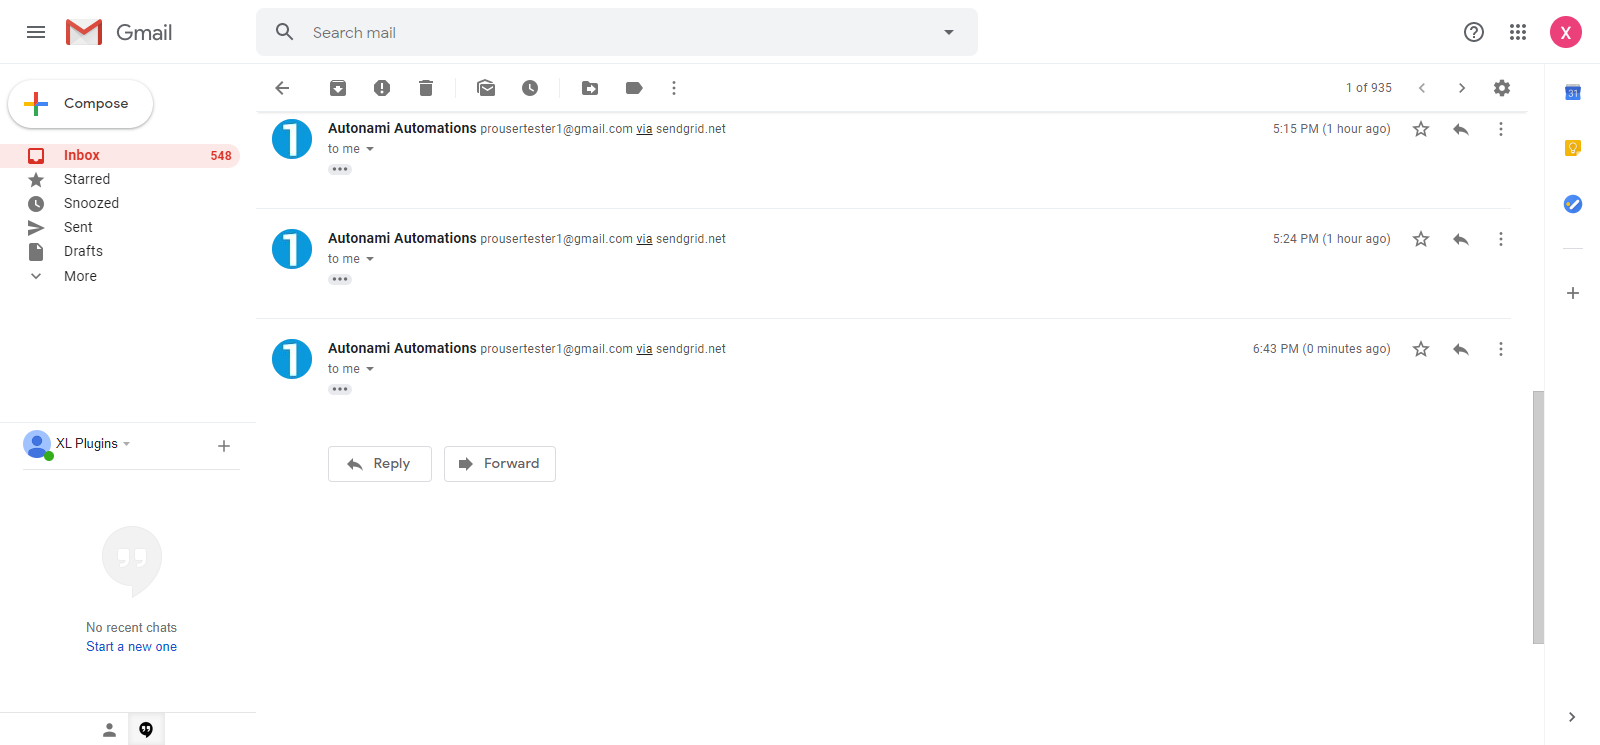 Gmail
Search mail
X
Compose
1 of 935
31
Inbox 548
Starred
Snoozed
Sent
Drafts
More
1
Autonami Automations prousertester1@gmail.com via sendgrid.net 5:15 PM (1 hour ago)
to me
1
Autonami Automations prousertester1@gmail.com via sendgrid.net 5:24 PM (1 hour ago)
to me
1
Autonami Automations prousertester1@gmail.com via sendgrid.net 6:43 PM (0 minutes ago)
to me
Reply
Forward
XL Plugins
No recent chats
Start a new one